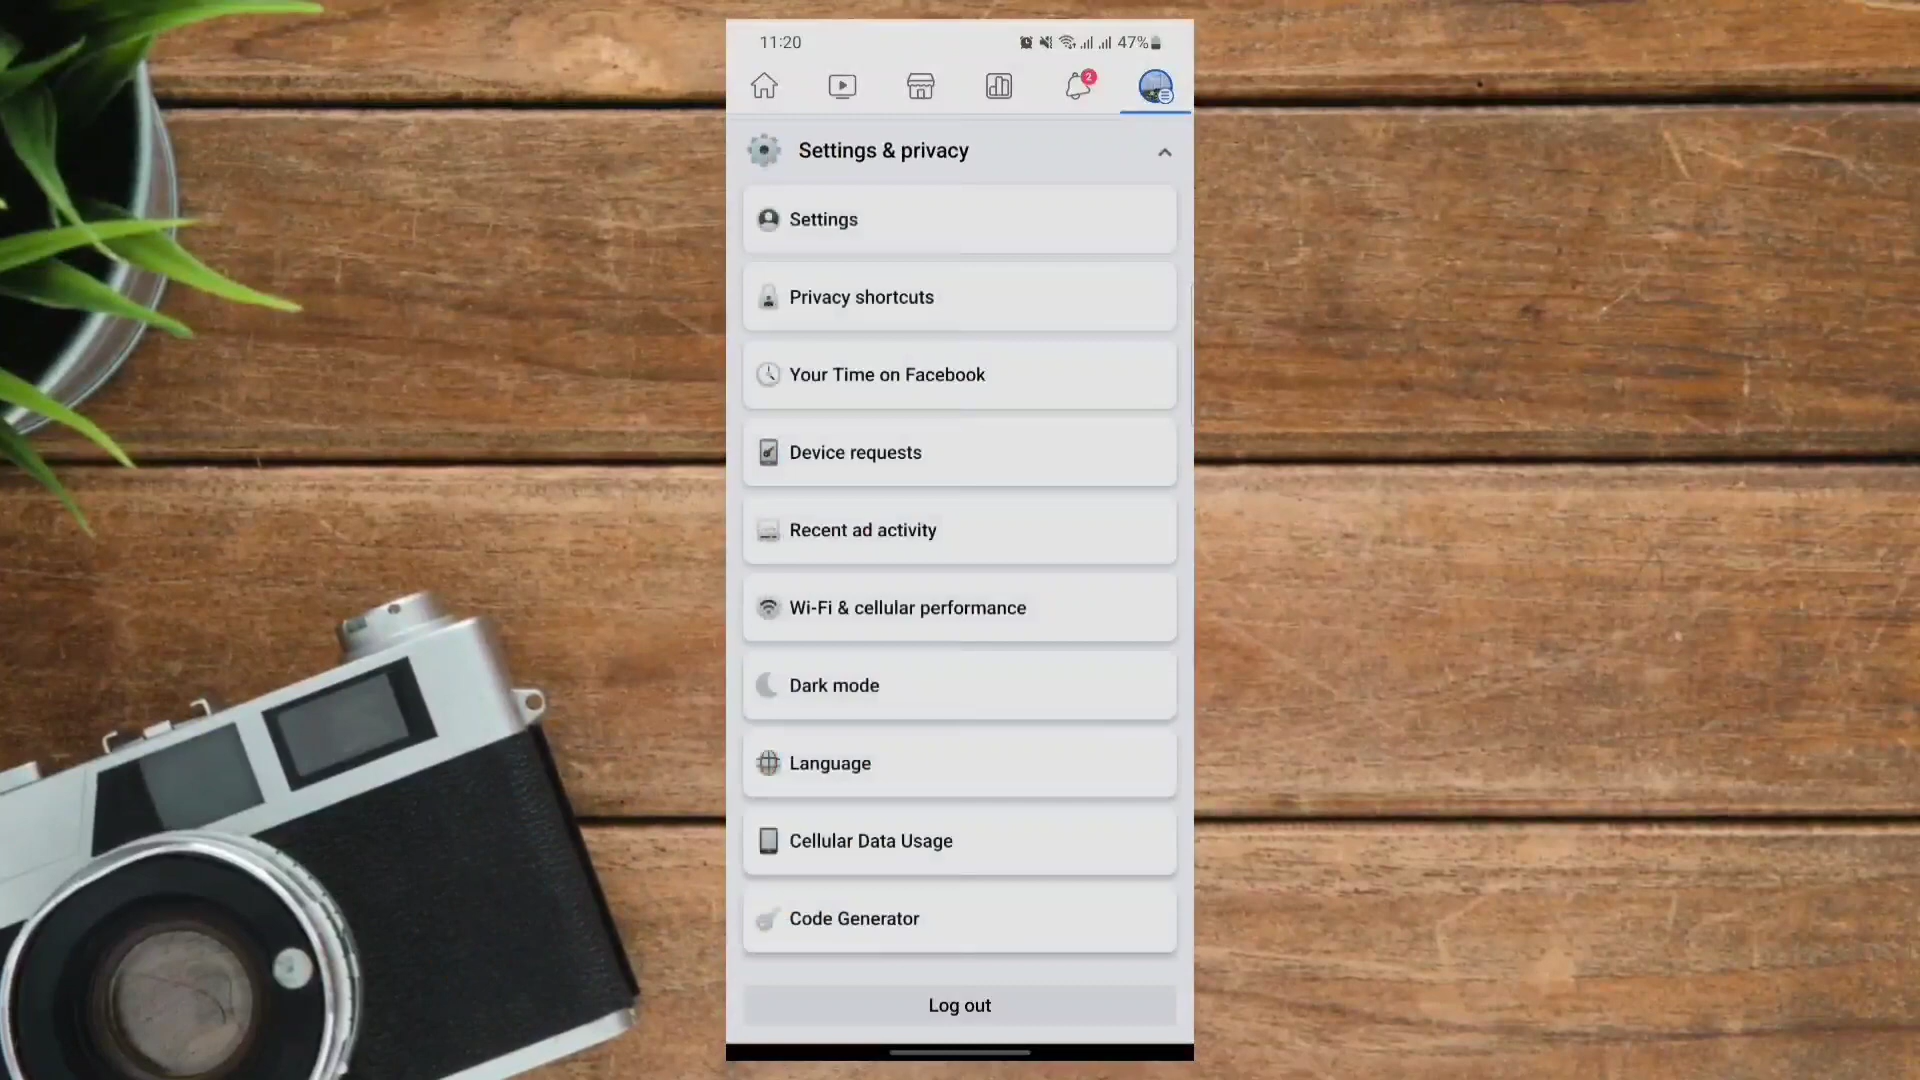 11:20
47%
2
Settings & privacy
Settings
Privacy shortcuts
Your Time on Facebook
Device requests
Recent ad activity
Wi-Fi & cellular performance
Dark mode
Language
Cellular Data Usage
Code Generator
Log out